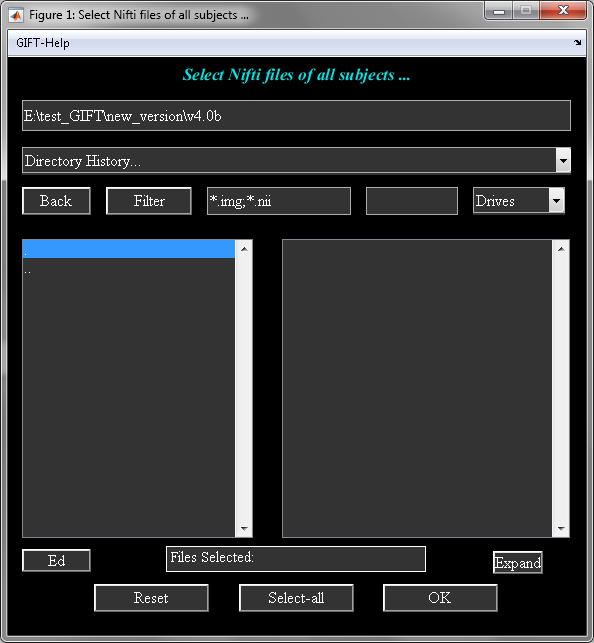 Figure 1: Select Nifti files of all subjects ...
GIFT-Help
Select Nifti files of all subjects ...
E:\test_GIFT\new_version\v4.0b
Directory History...
Back Filter *.img;*.nii Drives
.
..
Ed Files Selected: Expand
Reset Select-all OK